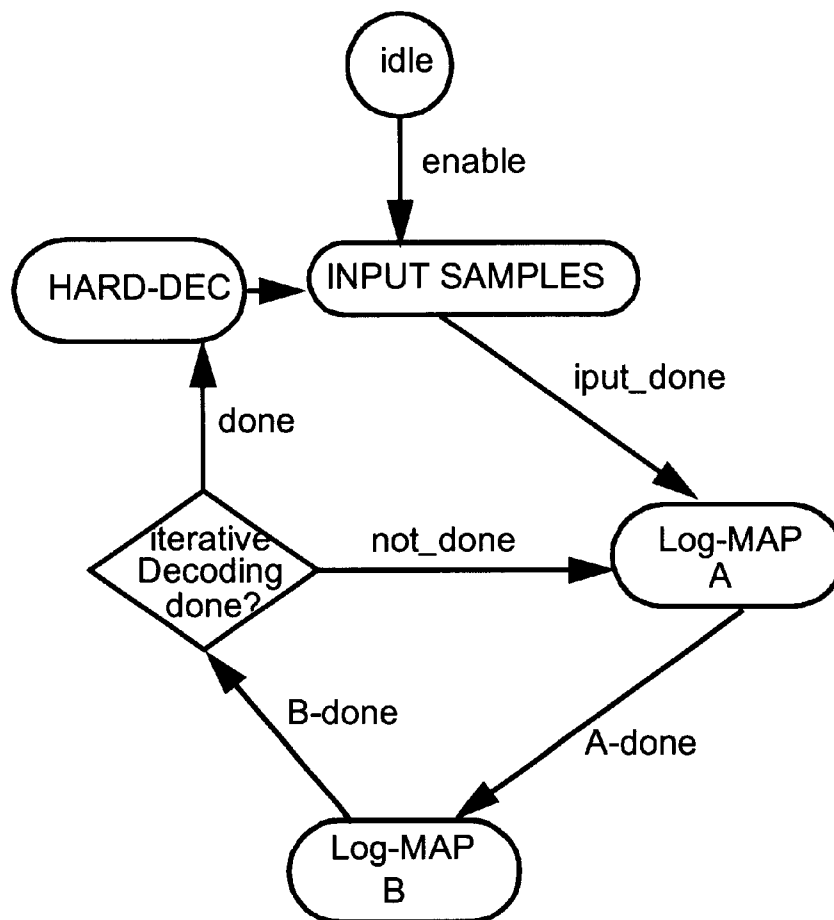 idle
enable
HARD-DEC
INPUT SAMPLES
iput_done
done
iterative
Decoding
done?
not_done
Log-MAP
A
B-done
A-done
Log-MAP
B